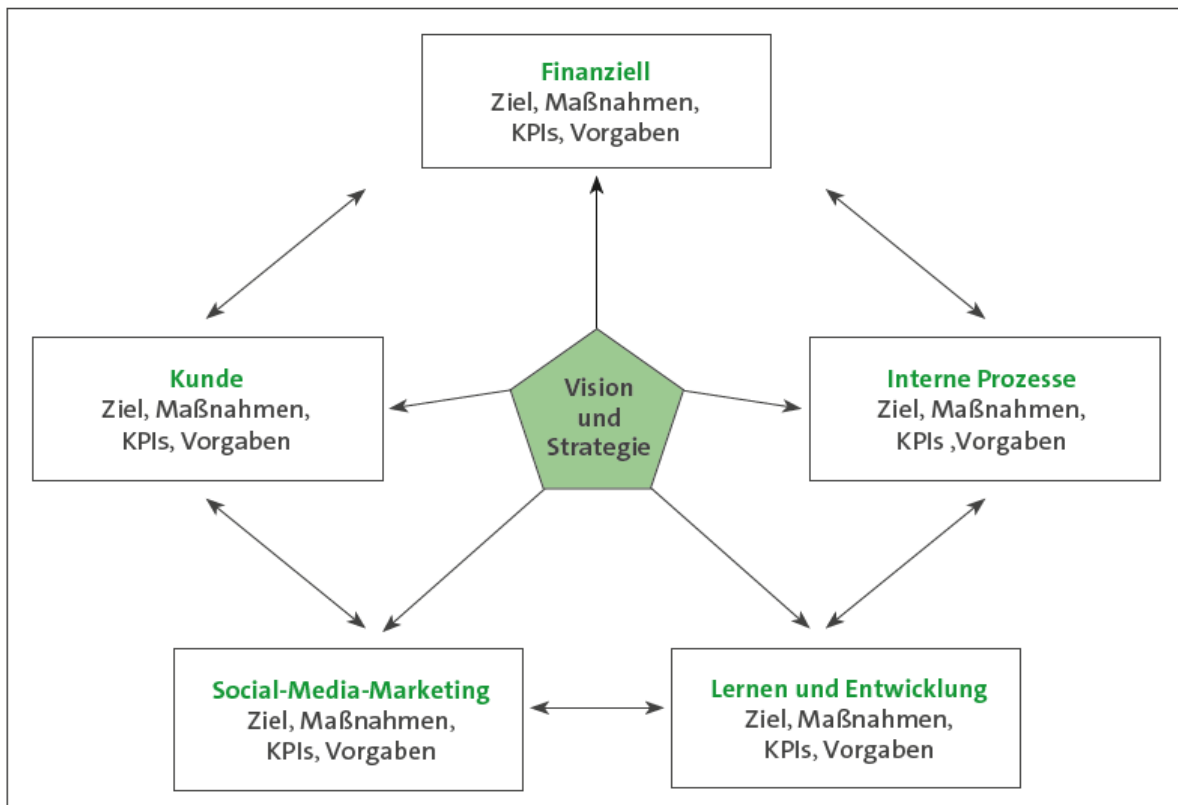 Finanziell
Ziel, Maßnahmen,
KPIs, Vorgaben
Kunde
Ziel, Maßnahmen,
KPIs, Vorgaben
Vision
und
Strategie
Interne Prozesse
Ziel, Maßnahmen,
KPIs ,Vorgaben
Social-Media-Marketing
Ziel, Maßnahmen,
KPIs, Vorgaben
Lernen und Entwicklung
Ziel, Maßnahmen,
KPIs, Vorgaben